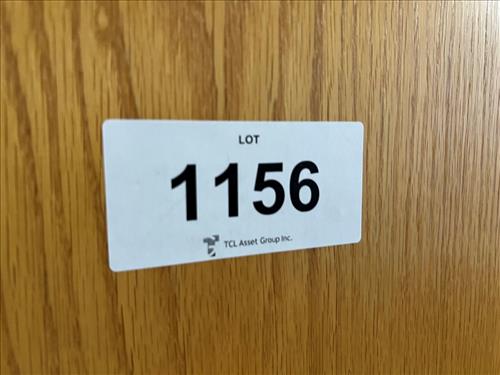 LOT
1156
TCL Asset Group Inc.